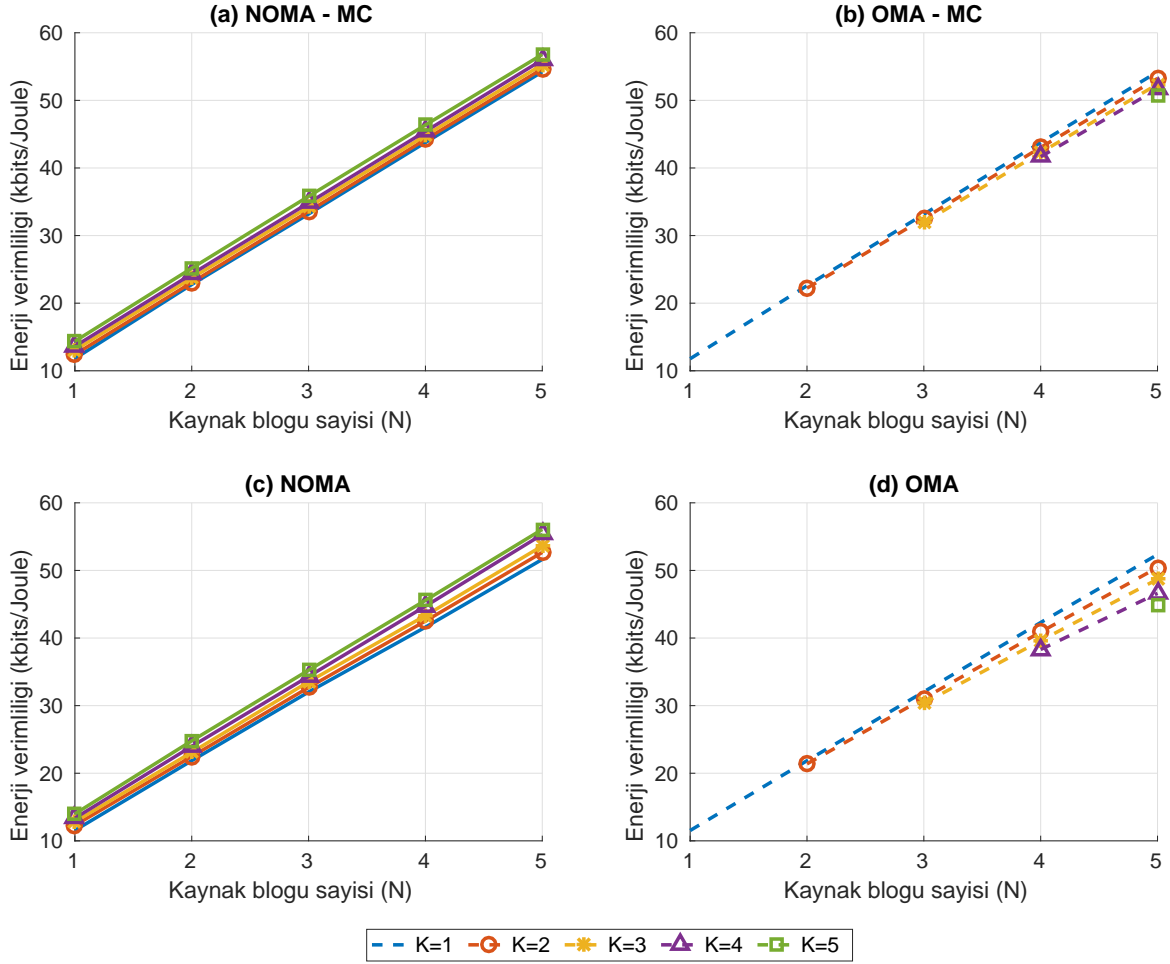 (a) NOMA - MC
60
50
40
30
20
10
1 2 3 4 5
Enerji verimliligi (kbits/Joule)
Kaynak blogu sayisi (N)
(b) OMA - MC
60
50
40
30
20
10
1 2 3 4 5
Enerji verimliligi (kbits/Joule)
Kaynak blogu sayisi (N)
(c) NOMA
60
50
40
30
20
10
1 2 3 4 5
Enerji verimliligi (kbits/Joule)
Kaynak blogu sayisi (N)
(d) OMA
60
50
40
30
20
10
1 2 3 4 5
Enerji verimliligi (kbits/Joule)
Kaynak blogu sayisi (N)
K=1 K=2 K=3 K=4 K=5